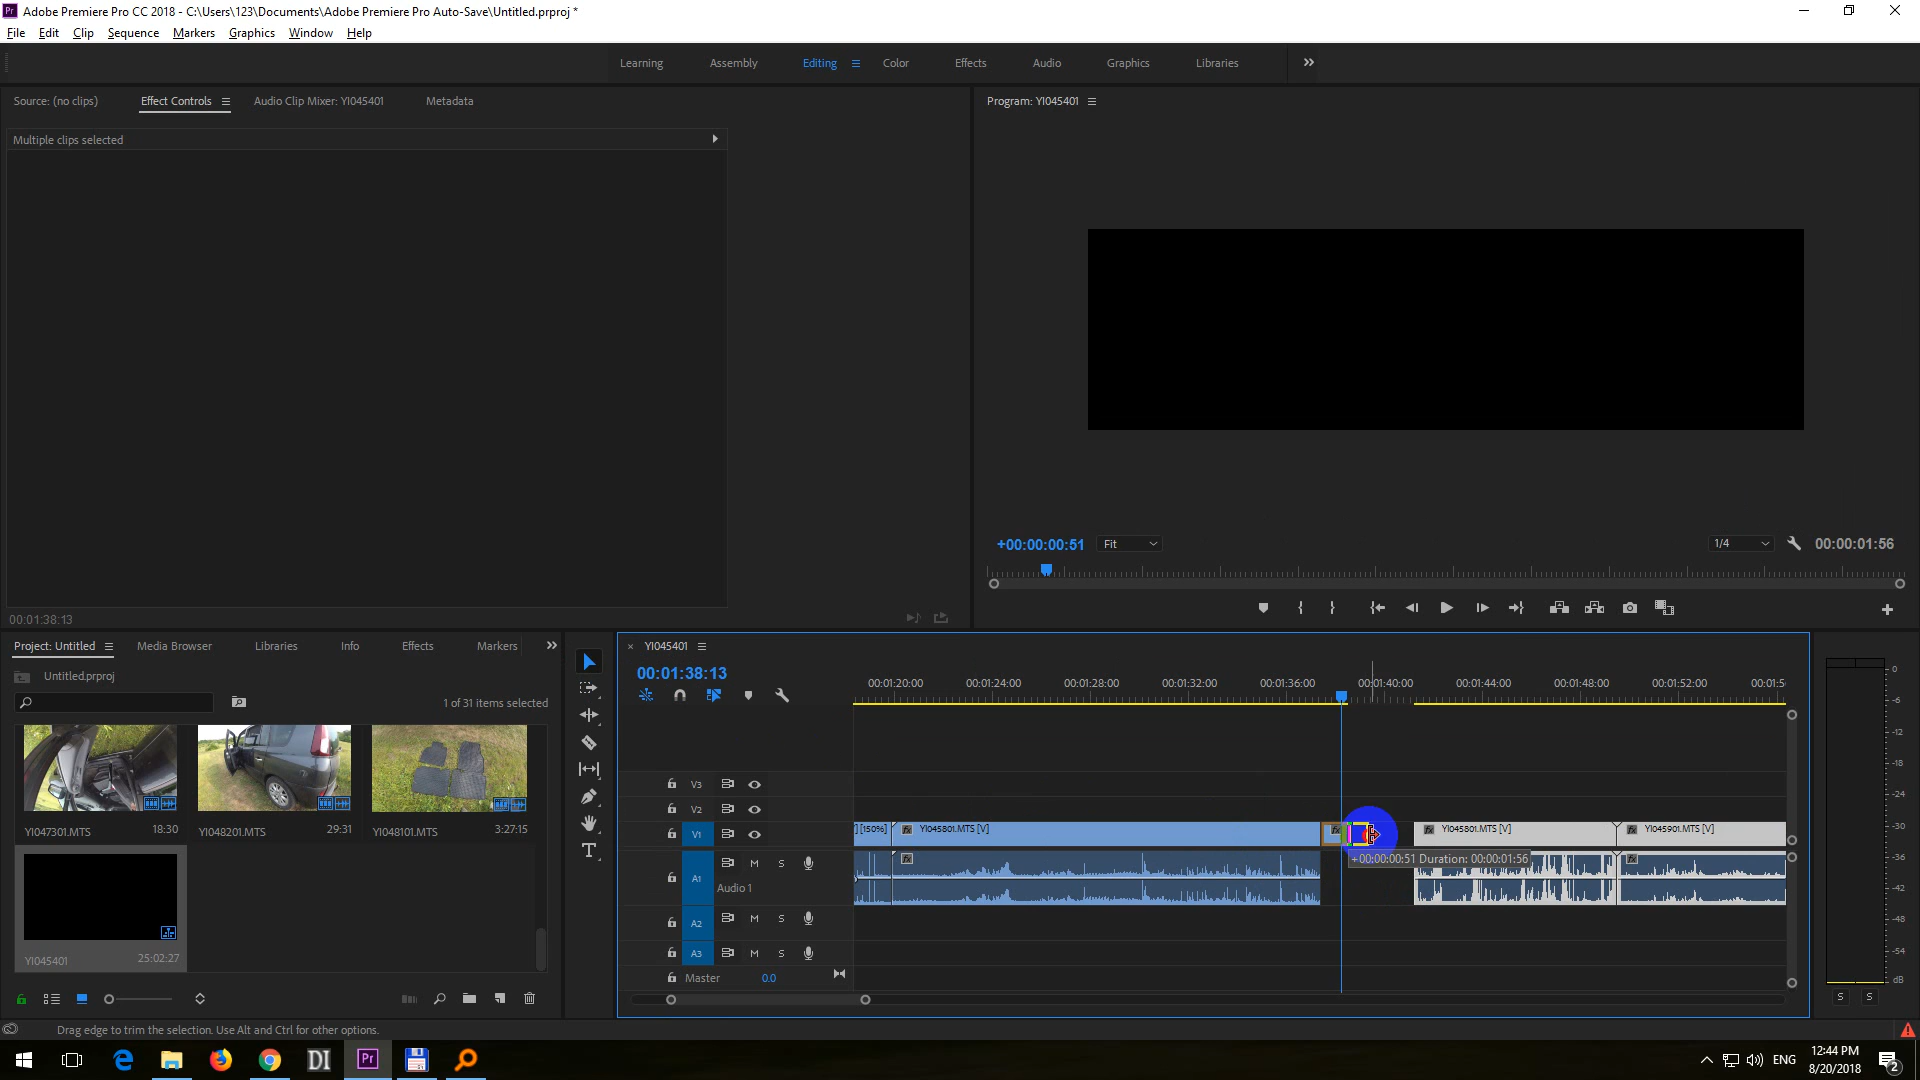 Pr Adobe Premiere Pro CC 2018 - C:\Users\123\Documents\Adobe Premiere Pro Auto-Save\Untitled.prproj *
File Edit Clip Sequence Markers Graphics Window Help
Learning Assembly Editing Color Effects Audio Graphics Libraries
Source: (no clips) Effect Controls Audio Clip Mixer: YI045401 Metadata
Program: YI045401
Multiple clips selected
+00:00:00:51 Fit 1/4 00:00:01:56
00:01:38:13
Project: Untitled Media Browser Libraries Info Effects Markers
Untitled.prproj
1 of 31 items selected
YI047301.MTS 18:30 YI048201.MTS 29:31 YI048101.MTS 3:27:15
YI045401 25:02:27
YI045401
00:01:38:13
00:01:20:00 00:01:24:00 00:01:28:00 00:01:32:00 00:01:36:00 00:01:40:00 00:01:44:00 00:01:48:00 00:01:52:00 00:01:5
V3
V2
V1 [150%] fx YI045801.MTS [V] fx fx YI045801.MTS [V] fx YI045901.MTS [V]
+00:00:00:51 Duration: 00:00:01:56
A1 M S fx fx
Audio 1
A2 M S
A3 M S
Master 0.0
0
-6
-12
-18
-24
-30
-36
-42
-48
-54
dB
S S
Drag edge to trim the selection. Use Alt and Ctrl for other options.
DI Pr ENG 12:44 PM
8/20/2018 2